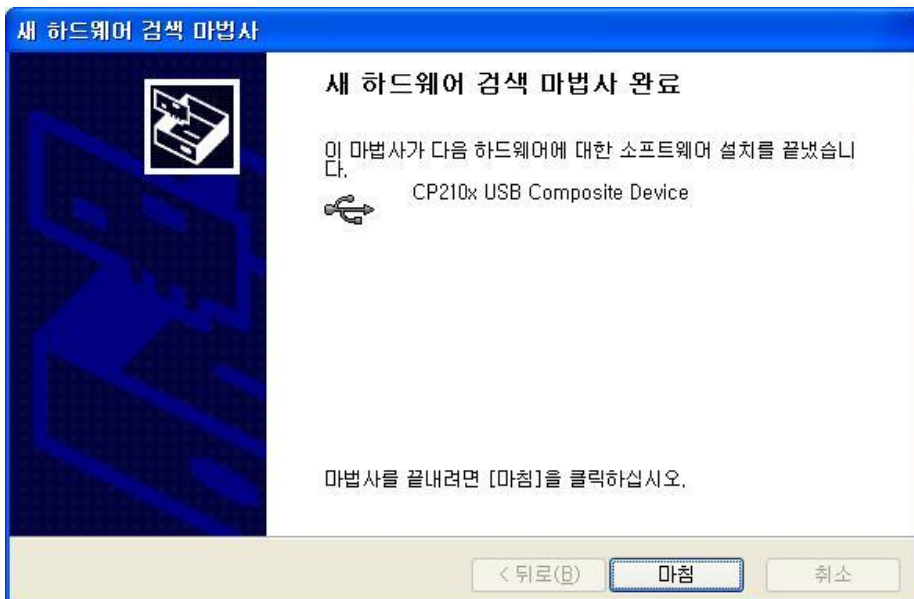 새 하드웨어 검색 마법사
새 하드웨어 검색 마법사 완료
이 마법사가 다음 하드웨어에 대한 소프트웨어 설치를 끝냈습니
다.
CP210x USB Composite Device
마법사를 끝내려면 [마침]을 클릭하십시오.
< 뒤로(B) 마침 취소